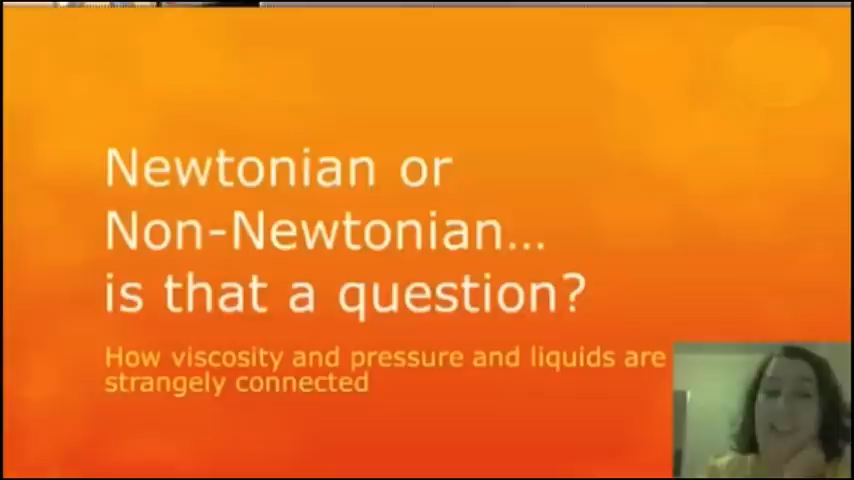 Newtonian or
Non-Newtonian...
is that a question?
How viscosity and pressure and liquids are
strangely connected